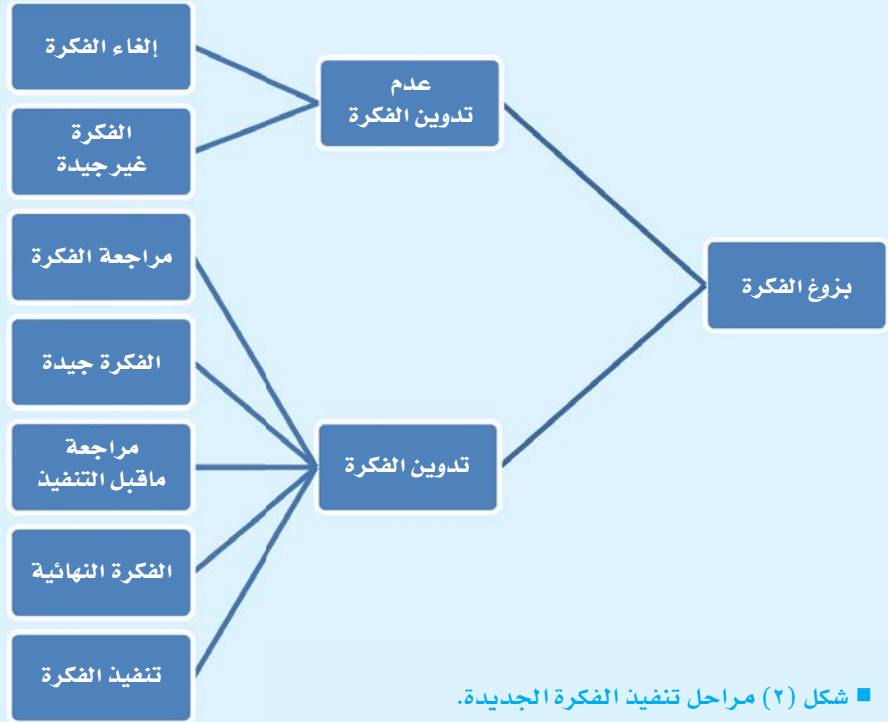 بزوغ الفكرة
عدم
تدوين الفكرة
إلغاء الفكرة
الفكرة
غير جيدة
تدوين الفكرة
مراجعة الفكرة
الفكرة جيدة
مراجعة
ماقبل التنفيذ
الفكرة النهائية
تنفيذ الفكرة
■ شكل (٢) مراحل تنفيذ الفكرة الجديدة.